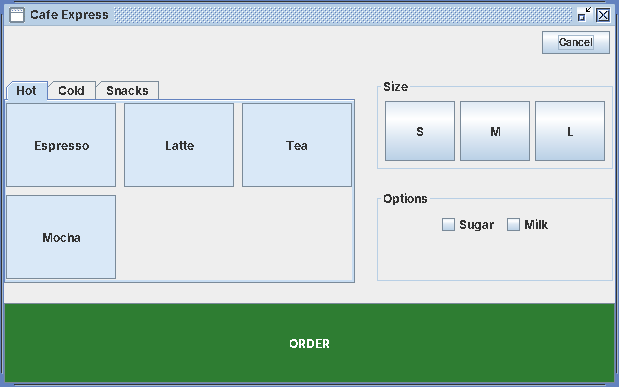 Cafe Express
Cancel
Hot Cold Snacks
Size
Espresso Latte Tea
S M L
Mocha
Options
Sugar Milk
ORDER